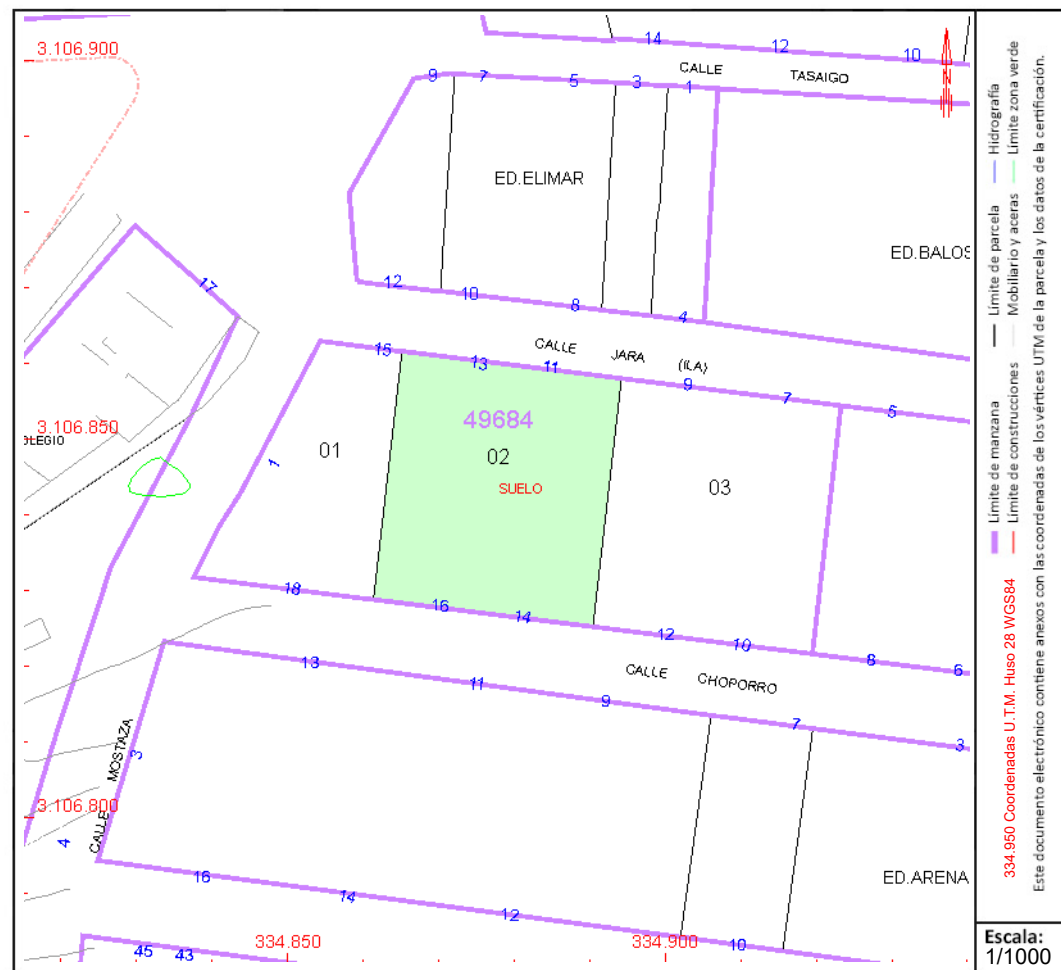 3.106.900
14
12
10
CALLE TASAIGO
9
7
5
3
1
N
ED.ELIMAR
ED.BALOS
17
12
10
8
4
CALLE JARA (ILA)
15
13
11
9
7
5
3.106.850
OLEGIO
49684
01
02
SUELO
03
1
18
16
14
12
10
8
6
CALLE CHOPORRO
13
11
9
7
3
CALLE MOSTAZA
3
3.106.800
4
16
14
12
10
ED.ARENA
45
43
334.850
334.900
334.950 Coordenadas U.T.M. Huso 28 WGS84
Límite de manzana
Límite de parcela
Hidrografía
Límite de construcciones
Mobiliario y aceras
Límite zona verde
Este documento electrónico contiene anexos con las coordenadas de los vértices UTM de la parcela y los datos de la certificación.
Escala:
1/1000